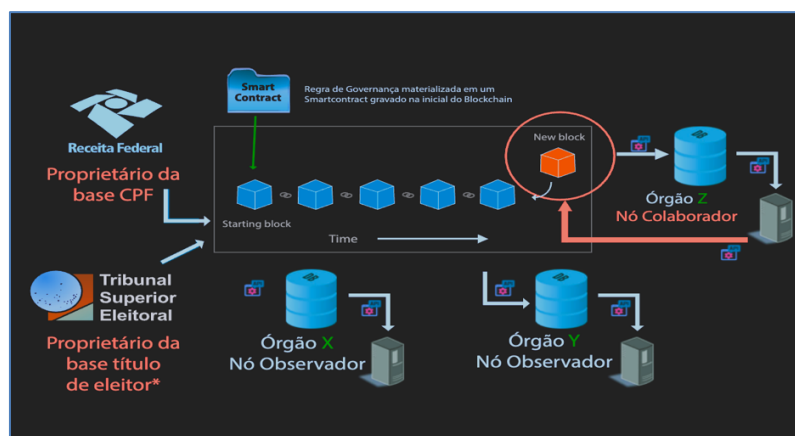 Smart
Contract
Regra de Governança materializada em um
Smartcontract gravado na inicial do Blockchain
Receita Federal
Proprietário da
base CPF
New block
Starting block
Time
Órgão Z
Nó Colaborador
Tribunal
Superior
Eleitoral
Proprietário da
base título
de eleitor*
Órgão X
Nó Observador
Órgão Y
Nó Observador